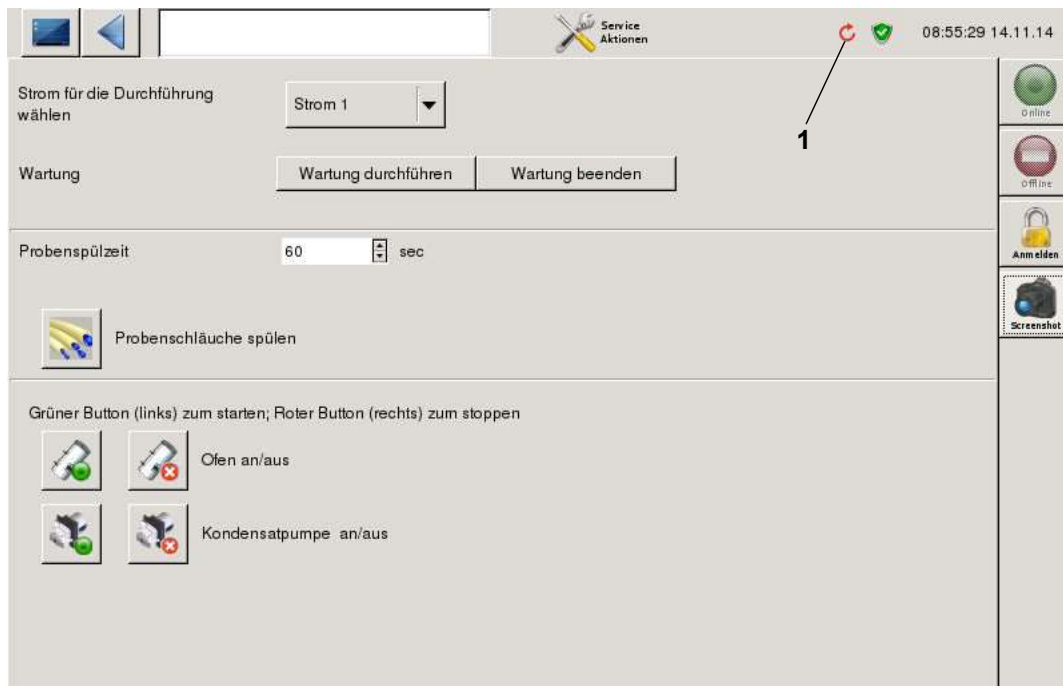 Service
Aktionen
08:55:29 14.11.14
1
Strom für die Durchführung
wählen
Strom 1
Wartung
Wartung durchführen
Wartung beenden
Probenspülzeit
60
sec
Probenschläuche spülen
Grüner Button (links) zum starten; Roter Button (rechts) zum stoppen
Ofen an/aus
Kondensatpumpe an/aus
Online
Offline
Anmelden
Screenshot